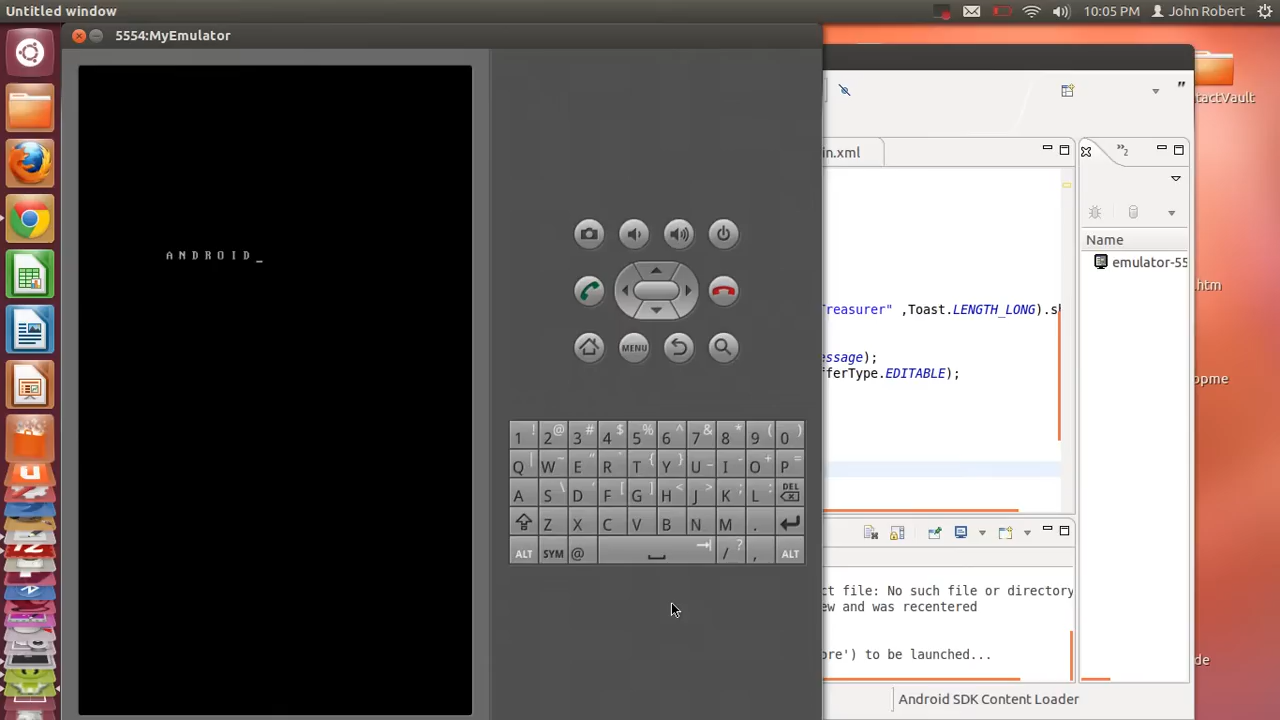 Untitled window
10:05 PM
John Robert
5554:MyEmulator
ANDROID_
MENU
1 ! 2 @ 3 # 4 $ 5 % 6 ^ 7 & 8 * 9 ( 0 )
Q | W ~ E " R ` T { Y } U _ I - O + P =
A S \ D ' F [ G ] H < J > K ; L : DEL
Z X C V B N M .
ALT SYM @ / ? , ALT
in.xml
"
2
Name
emulator-55
Treasurer" ,Toast.LENGTH_LONG).s
essage);
fferType.EDITABLE);
ct file: No such file or directory
ew and was recentered
ore') to be launched...
Android SDK Content Loader
tactVault
.htm
opme
de